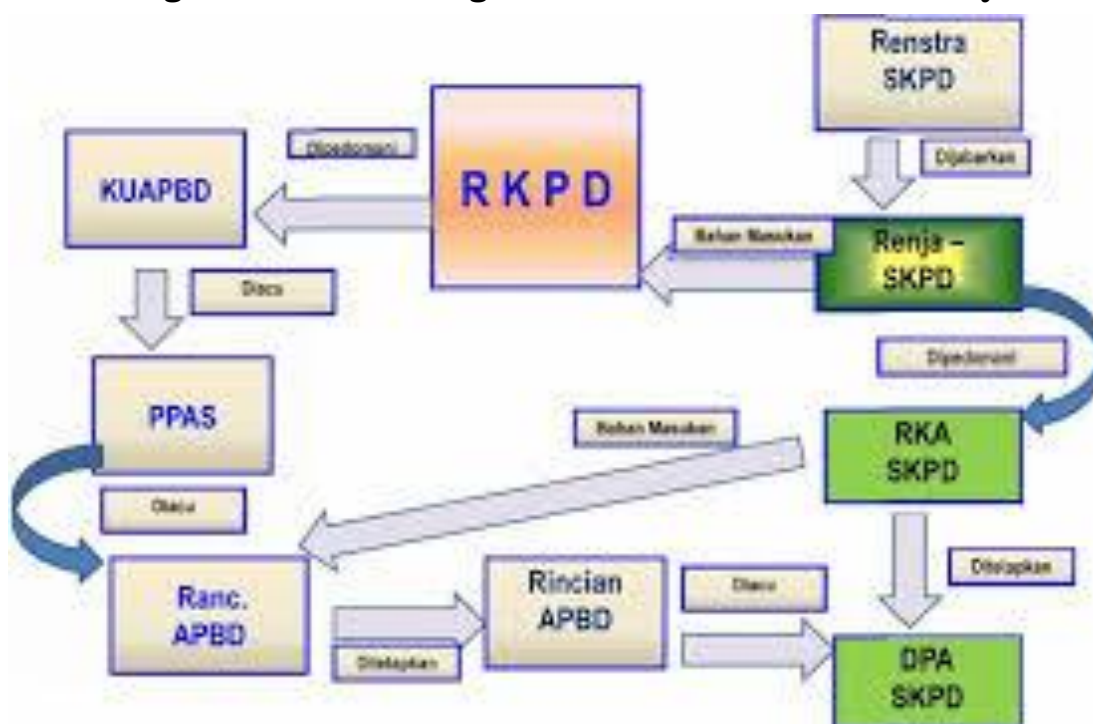 Renstra
SKPD
Dijabarkan
Dipedomani
RKPD
KUAPBD
Bahan Masukan
Renja –
SKPD
Diacu
Dipedomani
PPAS
Bahan Masukan
RKA
SKPD
Diacu
Ditetapkan
Ranc.
APBD
Rincian
APBD
Diacu
Ditetapkan
DPA
SKPD